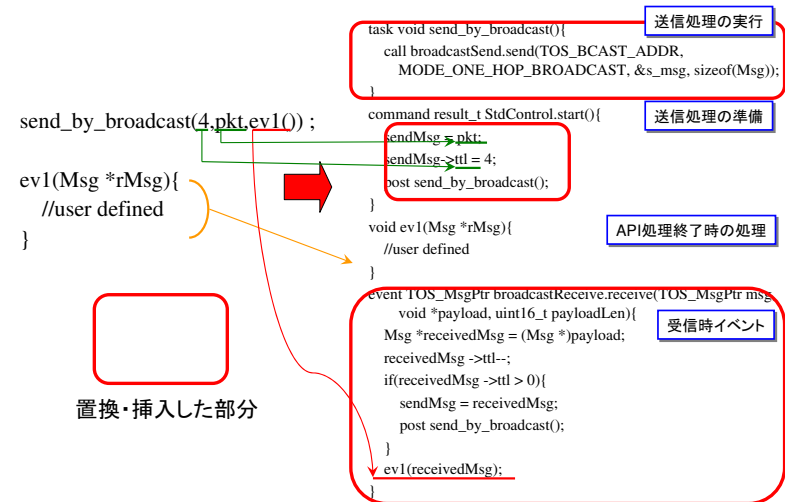 send_by_broadcast(4,pkt,ev1()) ;
ev1(Msg *rMsg){
//user defined
}
置換・挿入した部分
task void send_by_broadcast(){
送信処理の実行
call broadcastSend.send(TOS_BCAST_ADDR,
MODE_ONE_HOP_BROADCAST, &s_msg, sizeof(Msg));
}
command result_t StdControl.start(){
送信処理の準備
sendMsg = pkt;
sendMsg->ttl = 4;
post send_by_broadcast();
}
void ev1(Msg *rMsg){
API処理終了時の処理
//user defined
}
event TOS_MsgPtr broadcastReceive.receive(TOS_MsgPtr msg
void *payload, uint16_t payloadLen){
受信時イベント
Msg *receivedMsg = (Msg *)payload;
receivedMsg ->ttl--;
if(receivedMsg ->ttl > 0){
sendMsg = receivedMsg;
post send_by_broadcast();
}
ev1(receivedMsg);
}